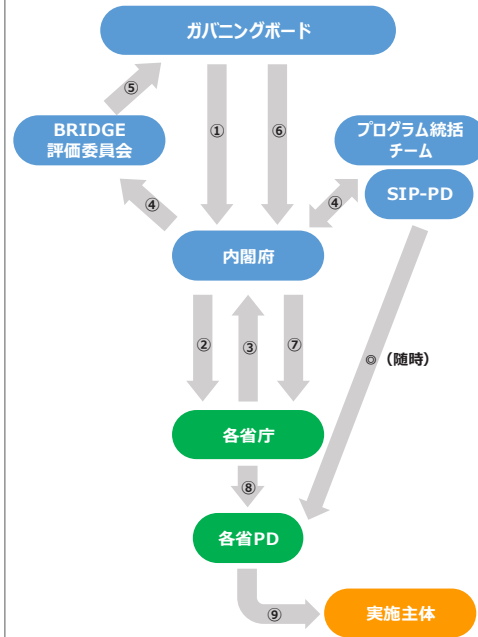 ガバニングボード
⑤
①
⑥
BRIDGE
評価委員会
プログラム統括
チーム
SIP-PD
④
④
内閣府
②
③
⑦
◎（随時）
各省庁
⑧
各省PD
⑨
実施主体